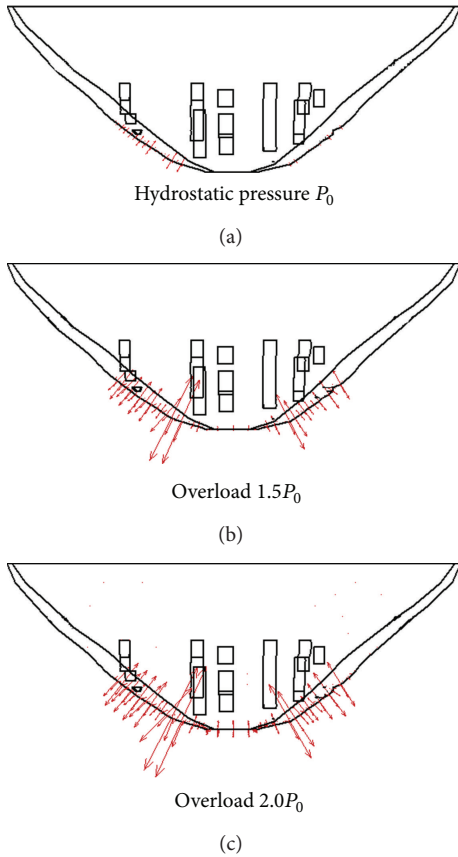 Hydrostatic pressure P₀
(a)
Overload 1.5P₀
(b)
Overload 2.0P₀
(c)